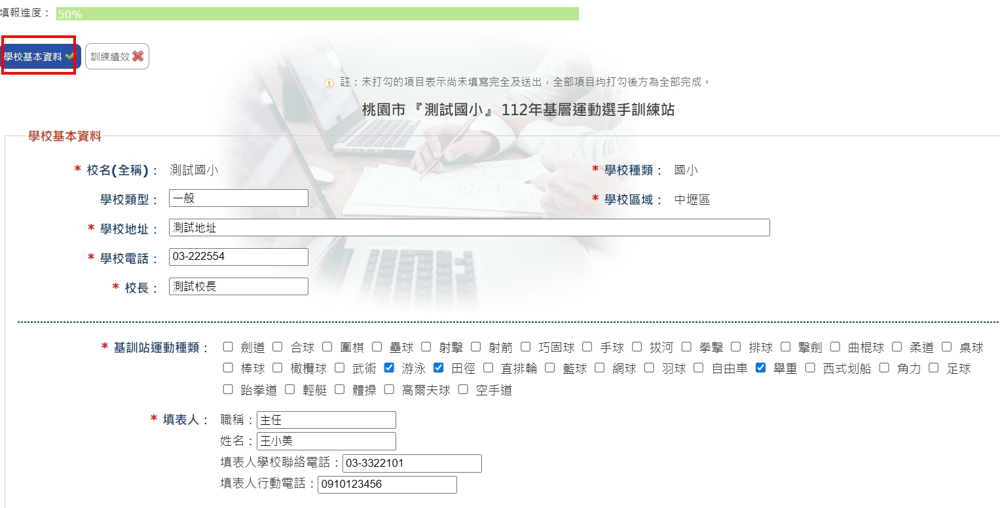 填報進度： 50%
學校基本資料 訓練績效
註：未打勾的項目表示尚未填寫完全及送出，全部項目均打勾後方為全部完成。
桃園市 『測試國小』 112年基層運動選手訓練站
學校基本資料
* 校名(全稱)： 測試國小 * 學校種類： 國小
學校類型： 一般 * 學校區域： 中壢區
* 學校地址： 測試地址
* 學校電話： 03-222554
* 校長： 測試校長
* 基訓站運動種類： 劍道 合球 圍棋 壘球 射擊 射箭 巧固球 手球 拔河 拳擊 排球 擊劍 曲棍球 柔道 桌球
棒球 橄欖球 武術 游泳 田徑 直排輪 籃球 網球 羽球 自由車 舉重 西式划船 角力 足球
跆拳道 輕艇 體操 高爾夫球 空手道
* 填表人： 職稱：主任
姓名：王小美
填表人學校聯絡電話：03-3322101
填表人行動電話：0910123456